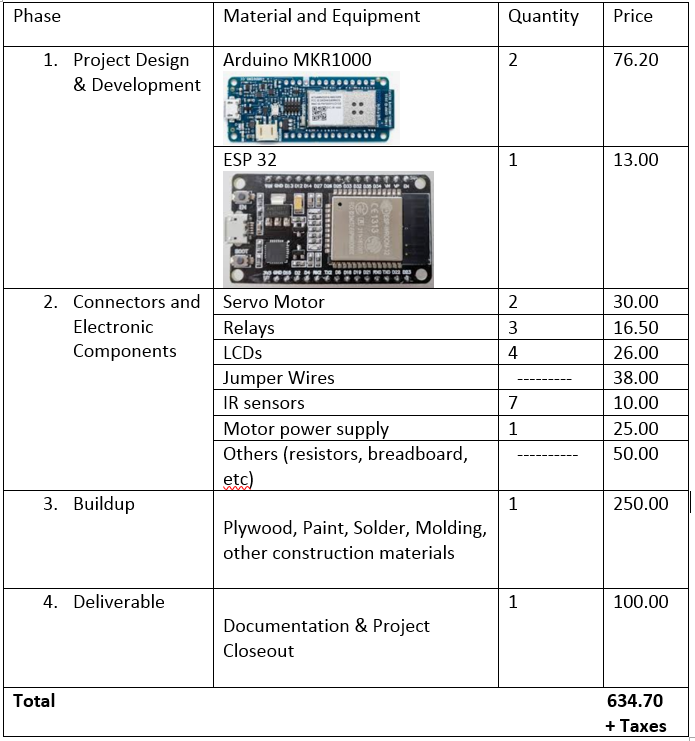 Phase Material and Equipment Quantity Price
1. Project Design Arduino MKR1000 2 76.20
& Development
ESP 32 1 13.00
2. Connectors and Servo Motor 2 30.00
Electronic Relays 3 16.50
Components LCDs 4 26.00
Jumper Wires --------- 38.00
IR sensors 7 10.00
Motor power supply 1 25.00
Others (resistors, breadboard, ---------- 50.00
etc)
3. Buildup 1 250.00
Plywood, Paint, Solder, Molding,
other construction materials
4. Deliverable 1 100.00
Documentation & Project
Closeout
Total 634.70
+ Taxes